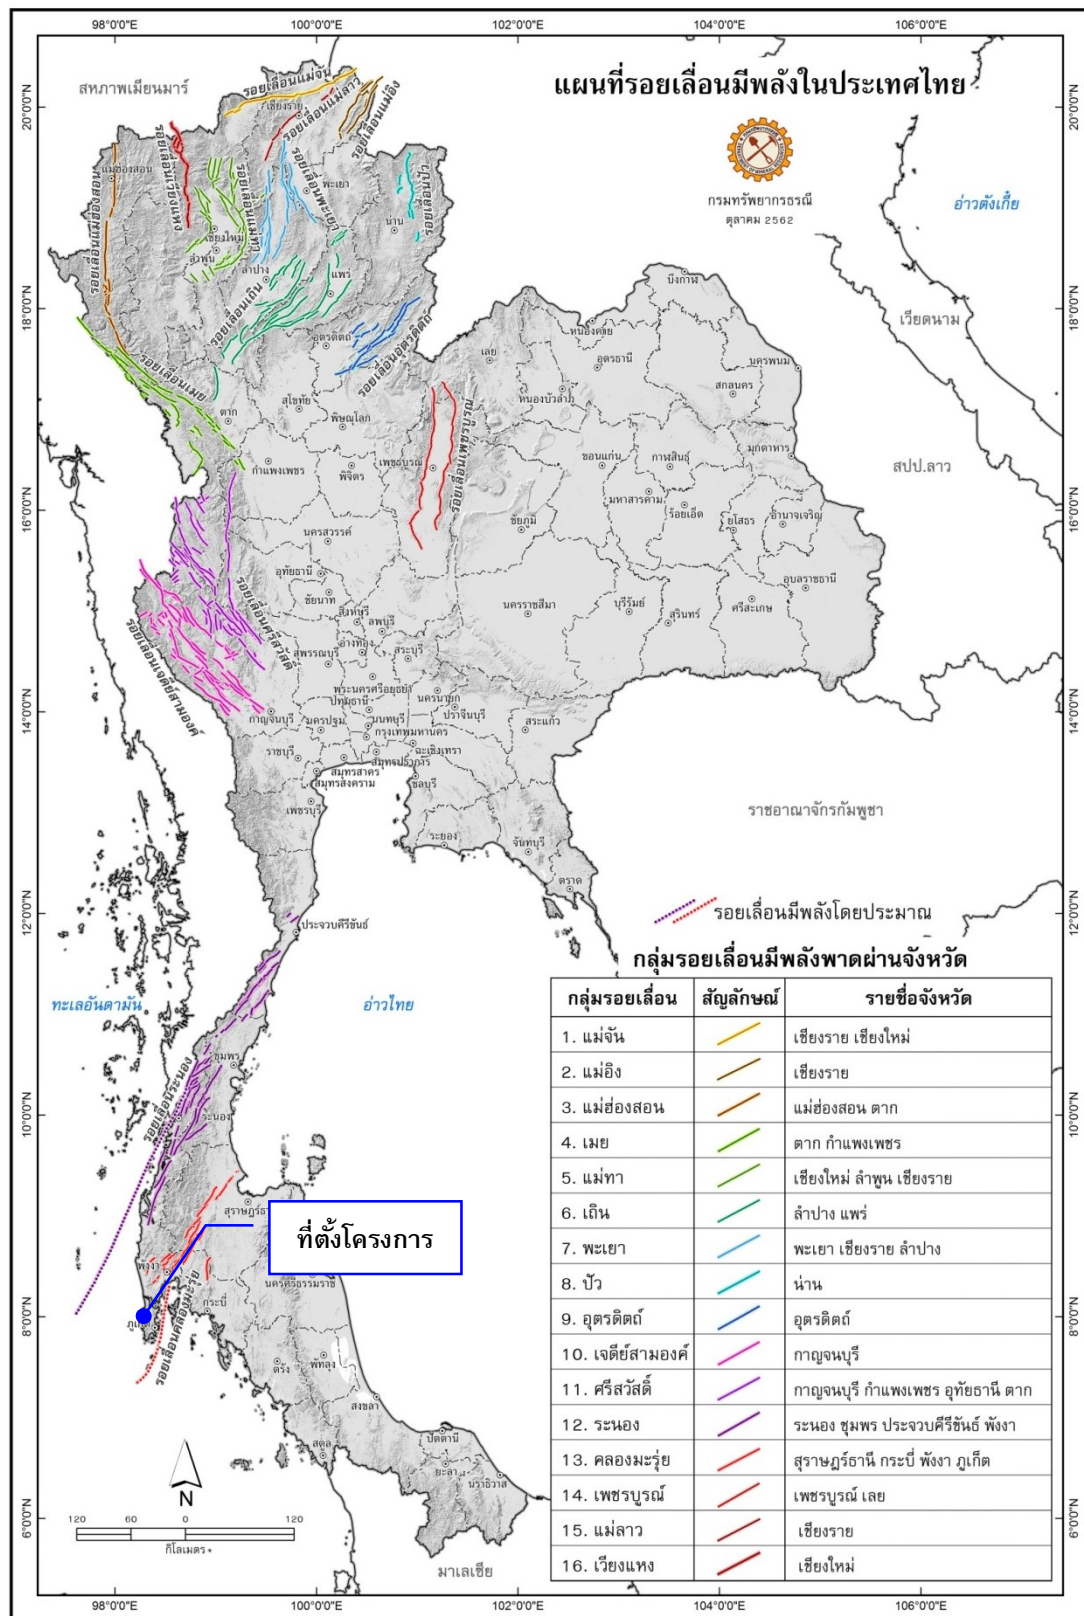 98°0'0"E 100°0'0"E 102°0'0"E 104°0'0"E 106°0'0"E
แผนที่รอยเลื่อนมีพลังในประเทศไทย
กรมทรัพยากรธรณี
ตุลาคม 2562
สหภาพเมียนมาร์
อ่าวตังเกี๋ย
เวียดนาม
สปป.ลาว
ราชอาณาจักรกัมพูชา
ทะเลอันดามัน
อ่าวไทย
มาเลเซีย
20°0'0"N
18°0'0"N
16°0'0"N
14°0'0"N
12°0'0"N
10°0'0"N
8°0'0"N
6°0'0"N
20°0'0"N
18°0'0"N
16°0'0"N
14°0'0"N
12°0'0"N
10°0'0"N
8°0'0"N
6°0'0"N
รอยเลื่อนแม่จัน
รอยเลื่อนแม่ลาว
รอยเลื่อนแม่อิง
รอยเลื่อนเวียงแหง
รอยเลื่อนแม่ฮ่องสอน
รอยเลื่อนแม่ทา
รอยเลื่อนพะเยา
รอยเลื่อนปัว
รอยเลื่อนเถิน
รอยเลื่อนอุตรดิตถ์
รอยเลื่อนเมย
รอยเลื่อนเพชรบูรณ์
รอยเลื่อนศรีสวัสดิ์
รอยเลื่อนเจดีย์สามองค์
รอยเลื่อนระนอง
รอยเลื่อนคลองมะรุ่ย
เชียงราย
แม่ฮ่องสอน
พะเยา
น่าน
เชียงใหม่
ลำพูน
ลำปาง
แพร่
อุตรดิตถ์
บึงกาฬ
หนองคาย
เลย
อุดรธานี
นครพนม
สกลนคร
หนองบัวลำภู
สุโขทัย
ตาก
พิษณุโลก
มุกดาหาร
กำแพงเพชร
พิจิตร
เพชรบูรณ์
ขอนแก่น
กาฬสินธุ์
มหาสารคาม
ร้อยเอ็ด
ชัยภูมิ
ยโสธร
อำนาจเจริญ
นครสวรรค์
อุทัยธานี
ชัยนาท
อุบลราชธานี
สิงห์บุรี
ลพบุรี
นครราชสีมา
บุรีรัมย์
สุรินทร์
ศรีสะเกษ
อ่างทอง
สุพรรณบุรี
สระบุรี
พระนครศรีอยุธยา
ปทุมธานี
นครนายก
ปราจีนบุรี
กาญจนบุรี
นครปฐม
นนทบุรี
สระแก้ว
กรุงเทพมหานคร
ฉะเชิงเทรา
ราชบุรี
สมุทรปราการ
สมุทรสาคร
สมุทรสงคราม
ชลบุรี
เพชรบุรี
ระยอง
จันทบุรี
ตราด
ประจวบคีรีขันธ์
ชุมพร
ระนอง
สุราษฎร์ธา
ที่ตั้งโครงการ
พังงา
นครศรีธรรมราช
กระบี่
ภูเก็ต
ตรัง
พัทลุง
สงขลา
สตูล
ปัตตานี
ยะลา
นราธิวาส
รอยเลื่อนมีพลังโดยประมาณ
กลุ่มรอยเลื่อนมีพลังพาดผ่านจังหวัด
กลุ่มรอยเลื่อน สัญลักษณ์ รายชื่อจังหวัด
1. แม่จัน เชียงราย เชียงใหม่
2. แม่อิง เชียงราย
3. แม่ฮ่องสอน แม่ฮ่องสอน ตาก
4. เมย ตาก กำแพงเพชร
5. แม่ทา เชียงใหม่ ลำพูน เชียงราย
6. เถิน ลำปาง แพร่
7. พะเยา พะเยา เชียงราย ลำปาง
8. ปัว น่าน
9. อุตรดิตถ์ อุตรดิตถ์
10. เจดีย์สามองค์ กาญจนบุรี
11. ศรีสวัสดิ์ กาญจนบุรี กำแพงเพชร อุทัยธานี ตาก
12. ระนอง ระนอง ชุมพร ประจวบคีรีขันธ์ พังงา
13. คลองมะรุ่ย สุราษฎร์ธานี กระบี่ พังงา ภูเก็ต
14. เพชรบูรณ์ เพชรบูรณ์ เลย
15. แม่ลาว เชียงราย
16. เวียงแหง เชียงใหม่
N
120 60 0 120
กิโลเมตร
98°0'0"E 100°0'0"E 102°0'0"E 104°0'0"E 106°0'0"E